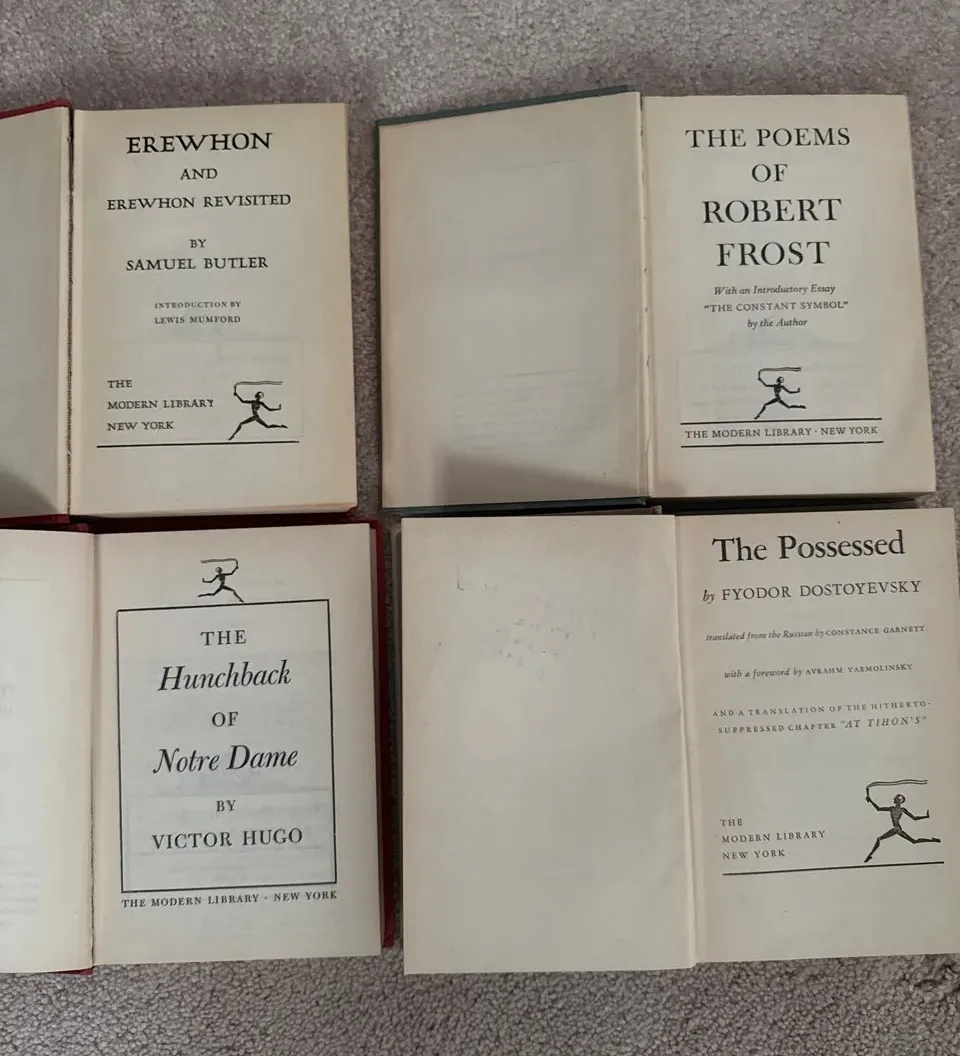 EREWHON
AND
EREWHON REVISITED
BY
SAMUEL BUTLER
INTRODUCTION BY
LEWIS MUMFORD
THE
MODERN LIBRARY
NEW YORK
THE POEMS
OF
ROBERT
FROST
With an Introductory Essay
"THE CONSTANT SYMBOL"
by the Author
THE MODERN LIBRARY · NEW YORK
THE
Hunchback
OF
Notre Dame
BY
VICTOR HUGO
THE MODERN LIBRARY · NEW YORK
The Possessed
by FYODOR DOSTOYEVSKY
translated from the Russian by CONSTANCE GARNETT
with a foreword by AVRAHM YARMOLINSKY
AND A TRANSLATION OF THE HITHERTO-
SUPPRESSED CHAPTER "AT TIHON'S"
THE
MODERN LIBRARY
NEW YORK